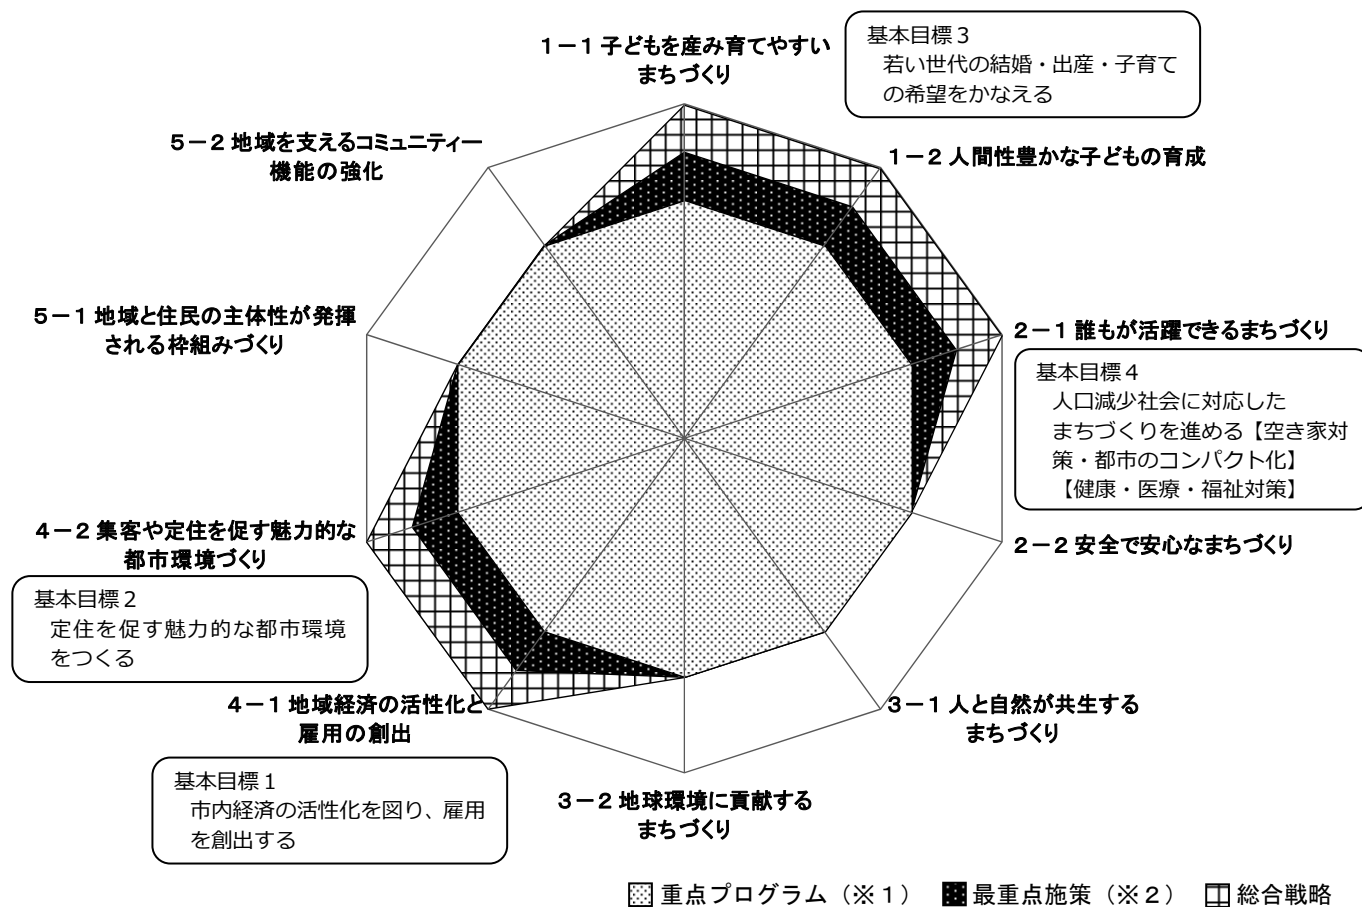 1－1 子どもを産み育てやすい
まちづくり
基本目標３
若い世代の結婚・出産・子育て
の希望をかなえる
1－2 人間性豊かな子どもの育成
2－1 誰もが活躍できるまちづくり
基本目標４
人口減少社会に対応した
まちづくりを進める【空き家対
策・都市のコンパクト化】
【健康・医療・福祉対策】
2－2 安全で安心なまちづくり
3－1 人と自然が共生する
まちづくり
3－2 地球環境に貢献する
まちづくり
4－1 地域経済の活性化と
雇用の創出
基本目標１
市内経済の活性化を図り、雇用
を創出する
4－2 集客や定住を促す魅力的な
都市環境づくり
基本目標２
定住を促す魅力的な都市環境
をつくる
5－1 地域と住民の主体性が発揮
される枠組みづくり
5－2 地域を支えるコミュニティー
機能の強化
重点プログラム（※１） 最重点施策（※２） 総合戦略